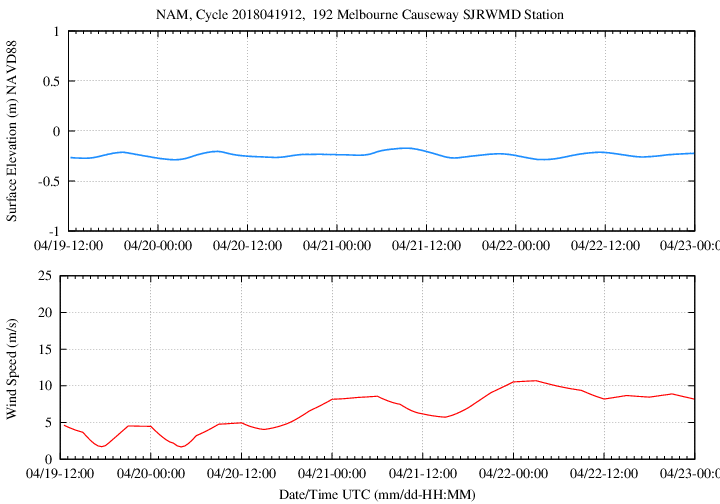 NAM, Cycle 2018041912,  192 Melbourne Causeway SJRWMD Station
Surface Elevation (m) NAVD88
1
0.5
0
-0.5
-1
04/19-12:00 04/20-00:00 04/20-12:00 04/21-00:00 04/21-12:00 04/22-00:00 04/22-12:00 04/23-00:0
Wind Speed (m/s)
25
20
15
10
5
0
04/19-12:00 04/20-00:00 04/20-12:00 04/21-00:00 04/21-12:00 04/22-00:00 04/22-12:00 04/23-00:0
Date/Time UTC (mm/dd-HH:MM)